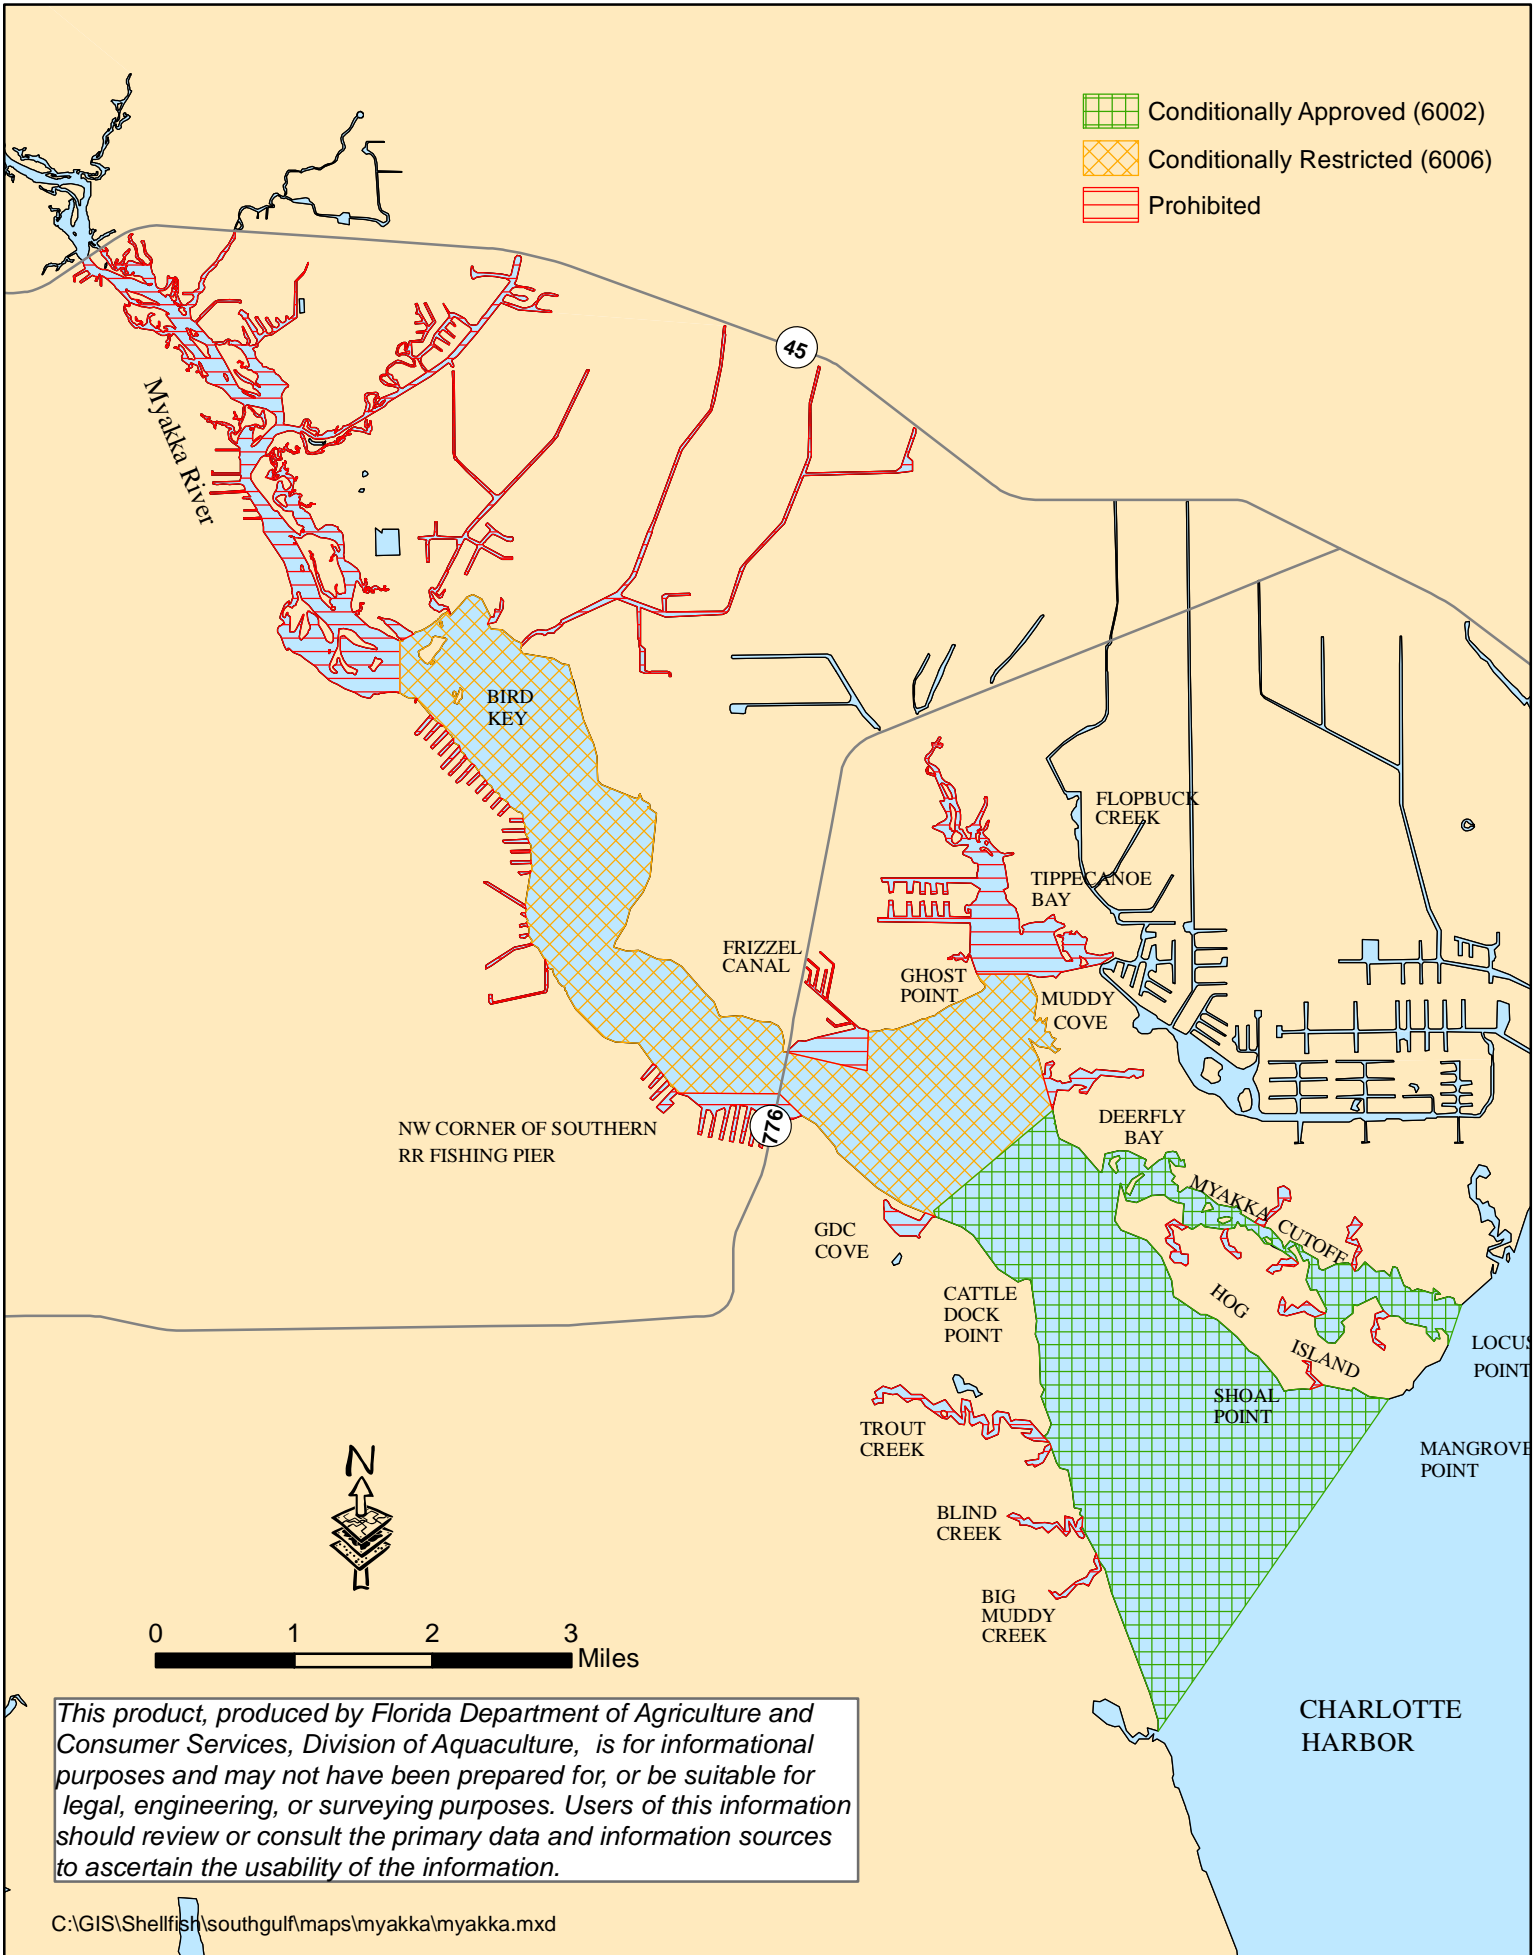 Conditionally Approved (6002)
Conditionally Restricted (6006)
Prohibited
45
Myakka River
BIRD
KEY
FLOPBUCK
CREEK
TIPPECANOE
BAY
FRIZZEL
CANAL
GHOST
POINT
MUDDY
COVE
776
NW CORNER OF SOUTHERN
RR FISHING PIER
DEERFLY
BAY
MYAKKA CUTOFF
GDC
COVE
CATTLE
DOCK
POINT
HOG
ISLAND
LOCUS
POINT
SHOAL
POINT
TROUT
CREEK
MANGROVE
POINT
N
BLIND
CREEK
BIG
MUDDY
CREEK
0 1 2 3
Miles
This product, produced by Florida Department of Agriculture and
Consumer Services, Division of Aquaculture, is for informational
purposes and may not have been prepared for, or be suitable for
legal, engineering, or surveying purposes. Users of this information
should review or consult the primary data and information sources
to ascertain the usability of the information.
CHARLOTTE
HARBOR
C:\GIS\Shellfish\southgulf\maps\myakka\myakka.mxd